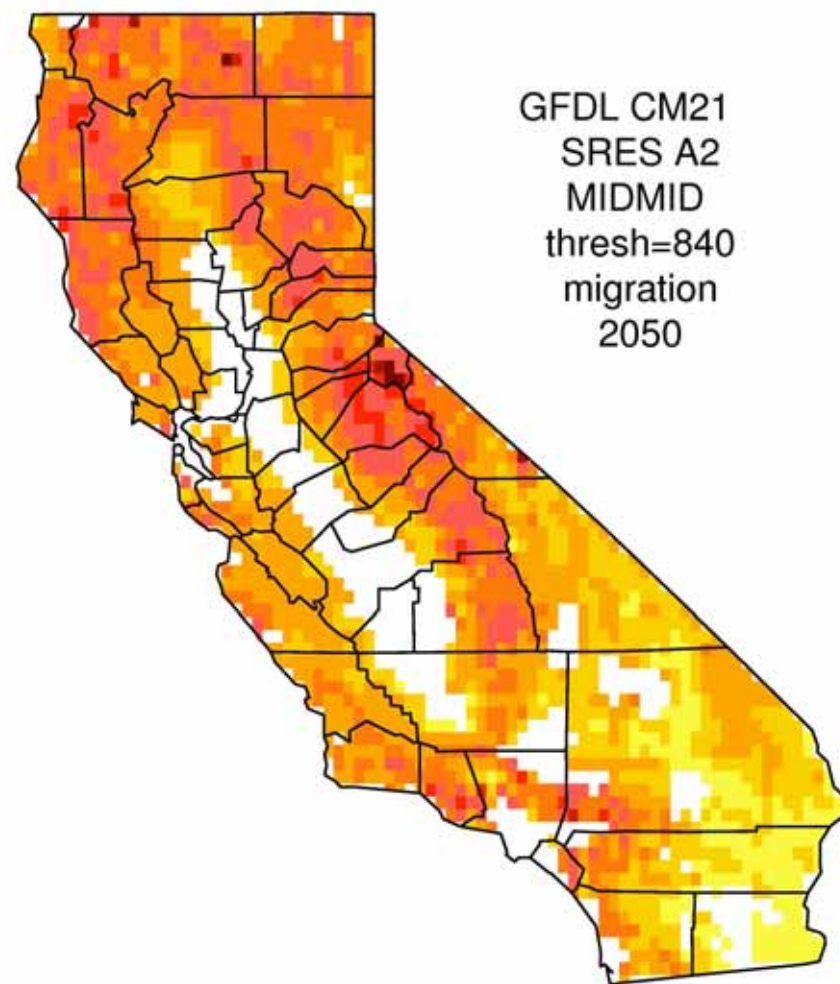 GFDL CM21
SRES A2
MIDMID
thresh=840
migration
2050